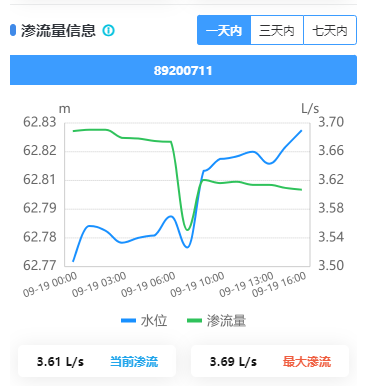 渗流量信息
一天内 三天内 七天内
89200711
m L/s
62.83 3.70
62.82 3.66
62.81 3.62
62.79 3.58
62.78 3.54
62.77 3.50
09-19 00:00 09-19 03:00 09-19 06:00 09-19 10:00 09-19 13:00 09-19 16:00
水位 渗流量
3.61 L/s 当前渗流 3.69 L/s 最大渗流